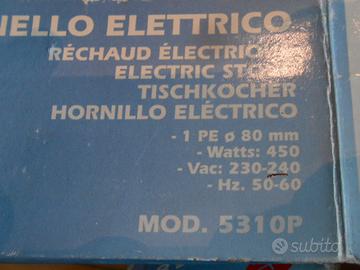 NELLO ELETTRICO
RÉCHAUD ÉLECTRIQ
ELECTRIC ST
TISCHKOCHER
HORNILLO ELÉCTRICO
- 1 PE ø 80 mm
- Watts: 450
- Vac: 230-240
- Hz. 50-60
MOD. 5310P
subito